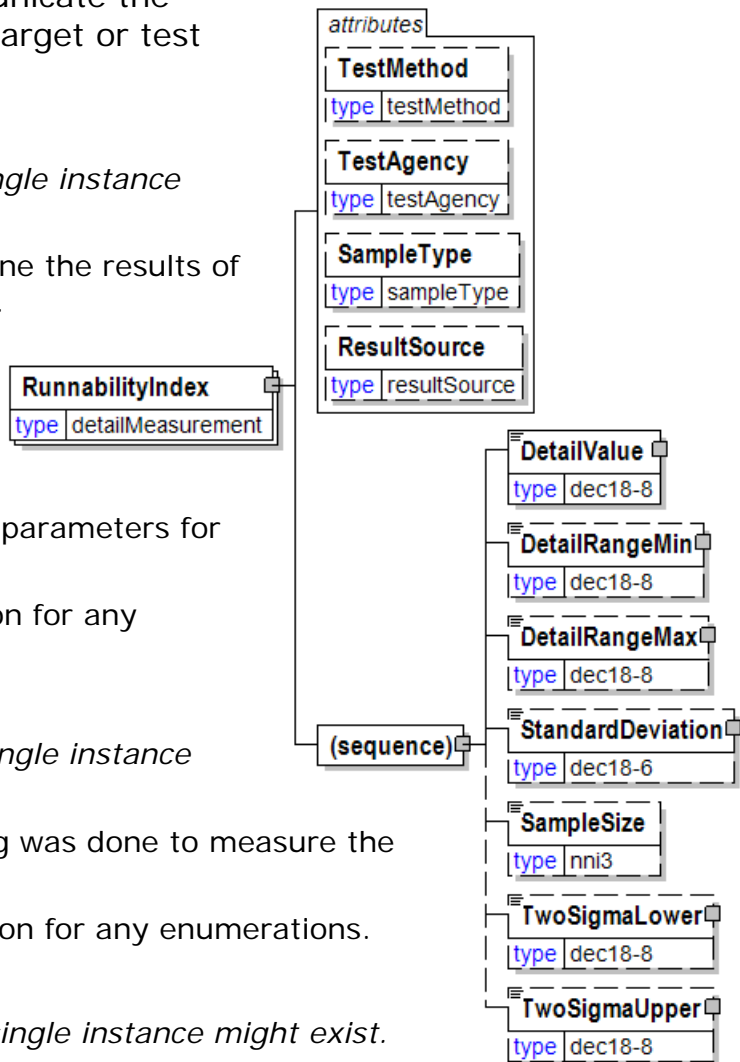 unicate the
arget or test
ngle instance
ne the results of
parameters for
on for any
ngle instance
g was done to measure the
on for any enumerations.
single instance might exist.
attributes
TestMethod
type testMethod
TestAgency
type testAgency
SampleType
type sampleType
ResultSource
type resultSource
RunnabilityIndex
type detailMeasurement
(sequence)
DetailValue
type dec18-8
DetailRangeMin
type dec18-8
DetailRangeMax
type dec18-8
StandardDeviation
type dec18-6
SampleSize
type nni3
TwoSigmaLower
type dec18-8
TwoSigmaUpper
type dec18-8